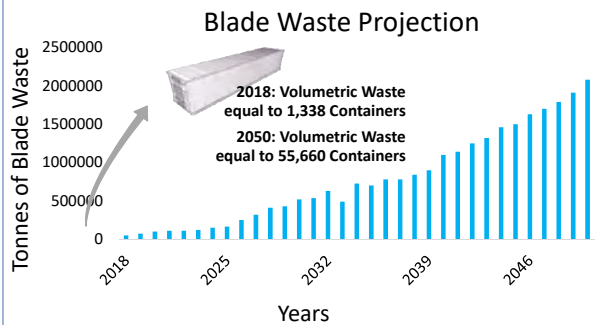 Blade Waste Projection
Tonnes of Blade Waste
2500000
2000000
1500000
1000000
500000
0
2018: Volumetric Waste
equal to 1,338 Containers
2050: Volumetric Waste
equal to 55,660 Containers
2018
2025
2032
2039
2046
Years